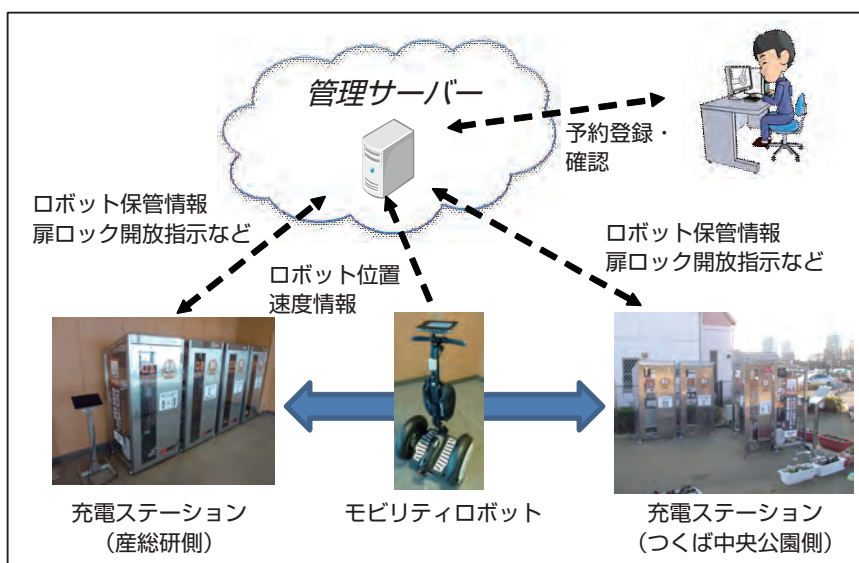 管理サーバー
予約登録・
確認
ロボット保管情報
扉ロック開放指示など
ロボット位置
速度情報
ロボット保管情報
扉ロック開放指示など
充電ステーション
（産総研側）
モビリティロボット
充電ステーション
（つくば中央公園側）